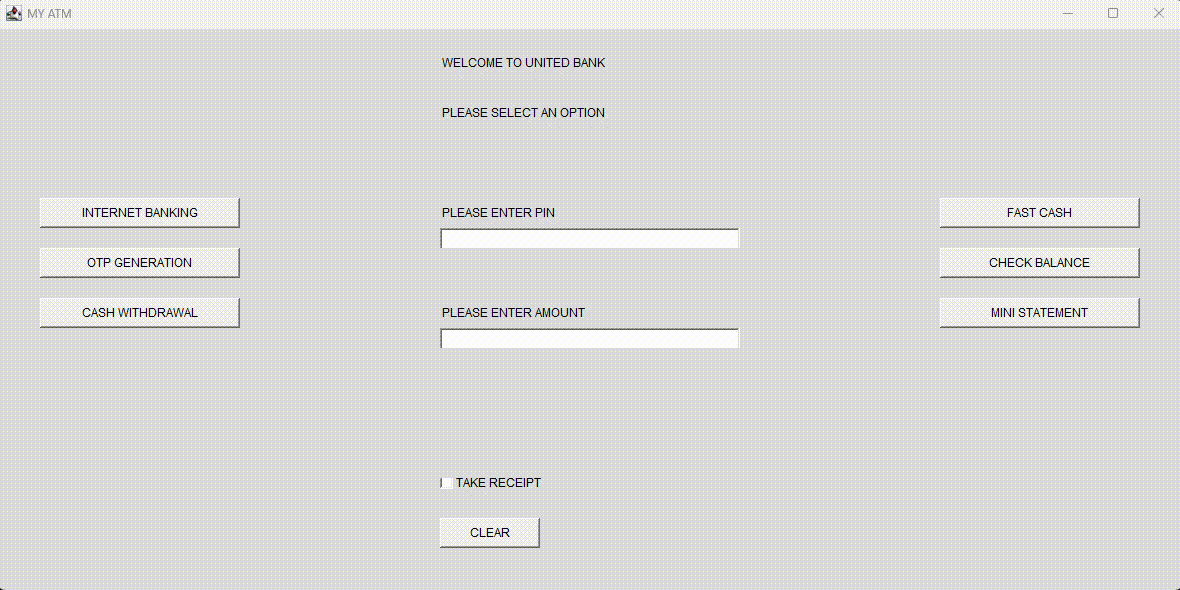 MY ATM
WELCOME TO UNITED BANK
PLEASE SELECT AN OPTION
INTERNET BANKING
PLEASE ENTER PIN
FAST CASH
OTP GENERATION
CHECK BALANCE
CASH WITHDRAWAL
PLEASE ENTER AMOUNT
MINI STATEMENT
TAKE RECEIPT
CLEAR